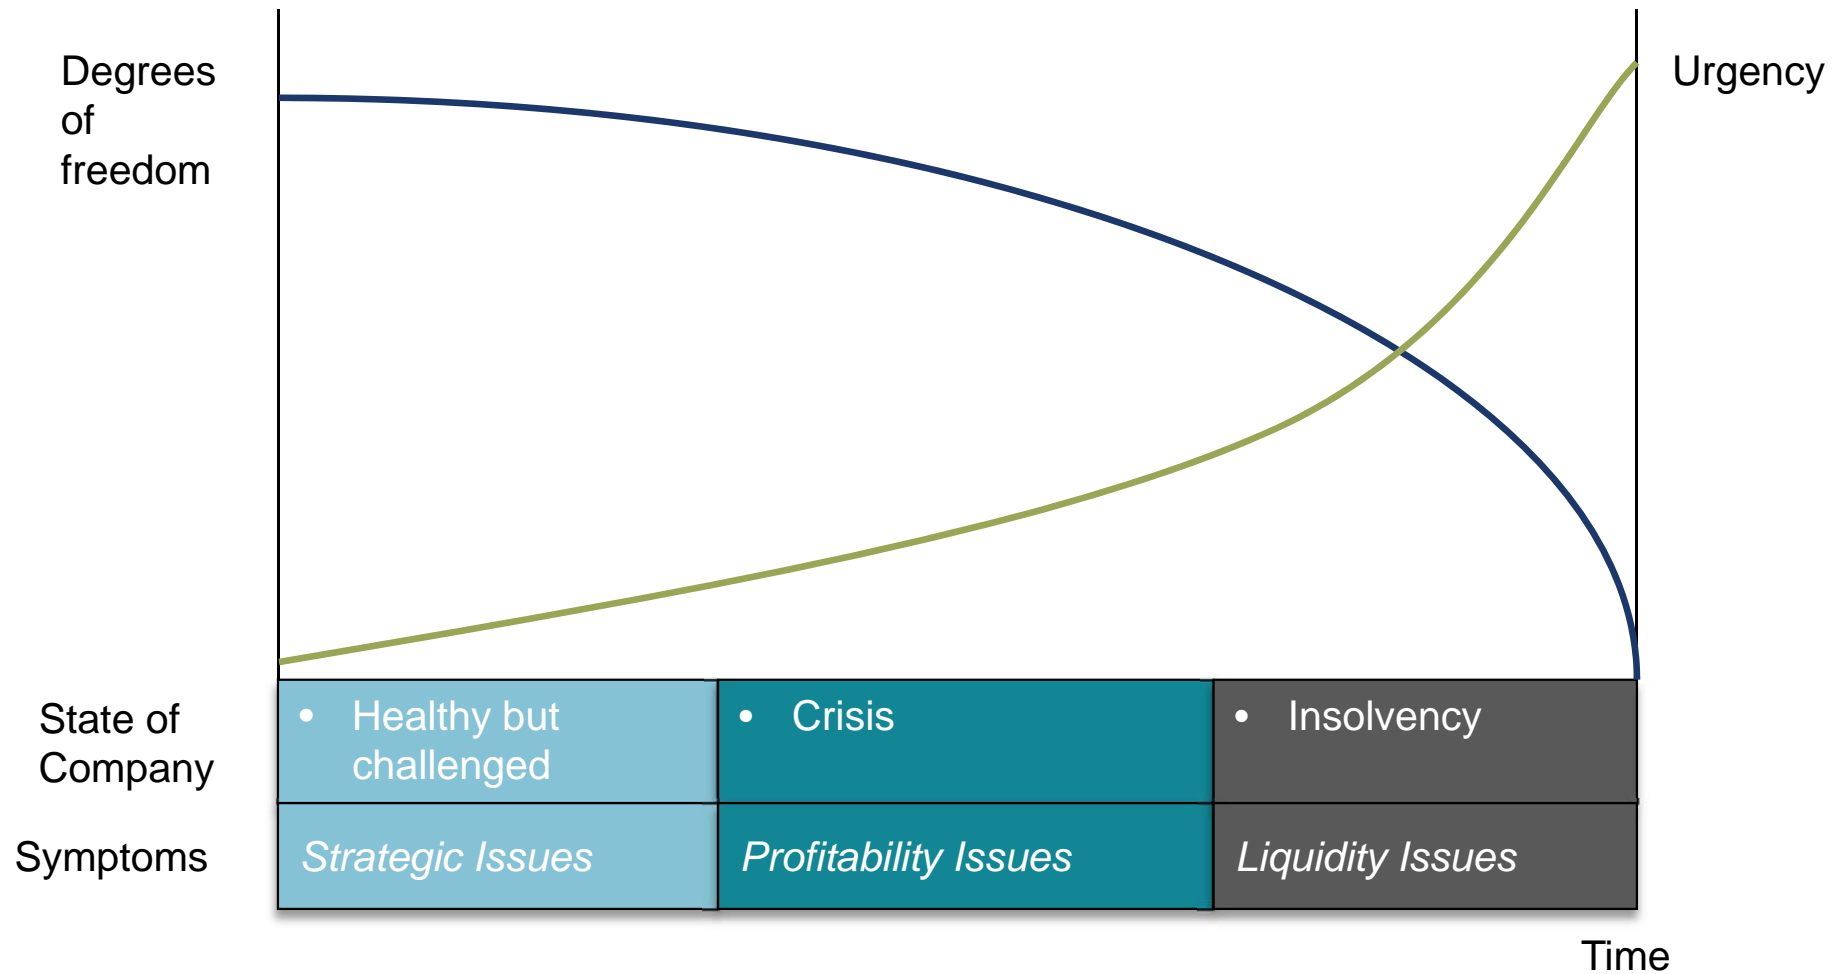 Degrees
of
freedom
Urgency
State of
Company
• Healthy but
challenged
• Crisis
• Insolvency
Symptoms
Strategic Issues
Profitability Issues
Liquidity Issues
Time